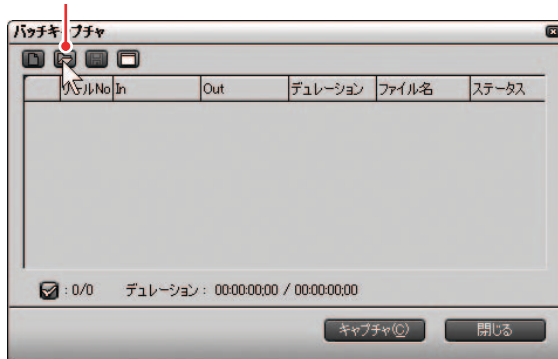 バッチキャプチャ
リールNo In Out デュレーション ファイル名 ステータス
: 0/0 デュレーション : 00:00:00;00 / 00:00:00;00
キャプチャ(C) 閉じる